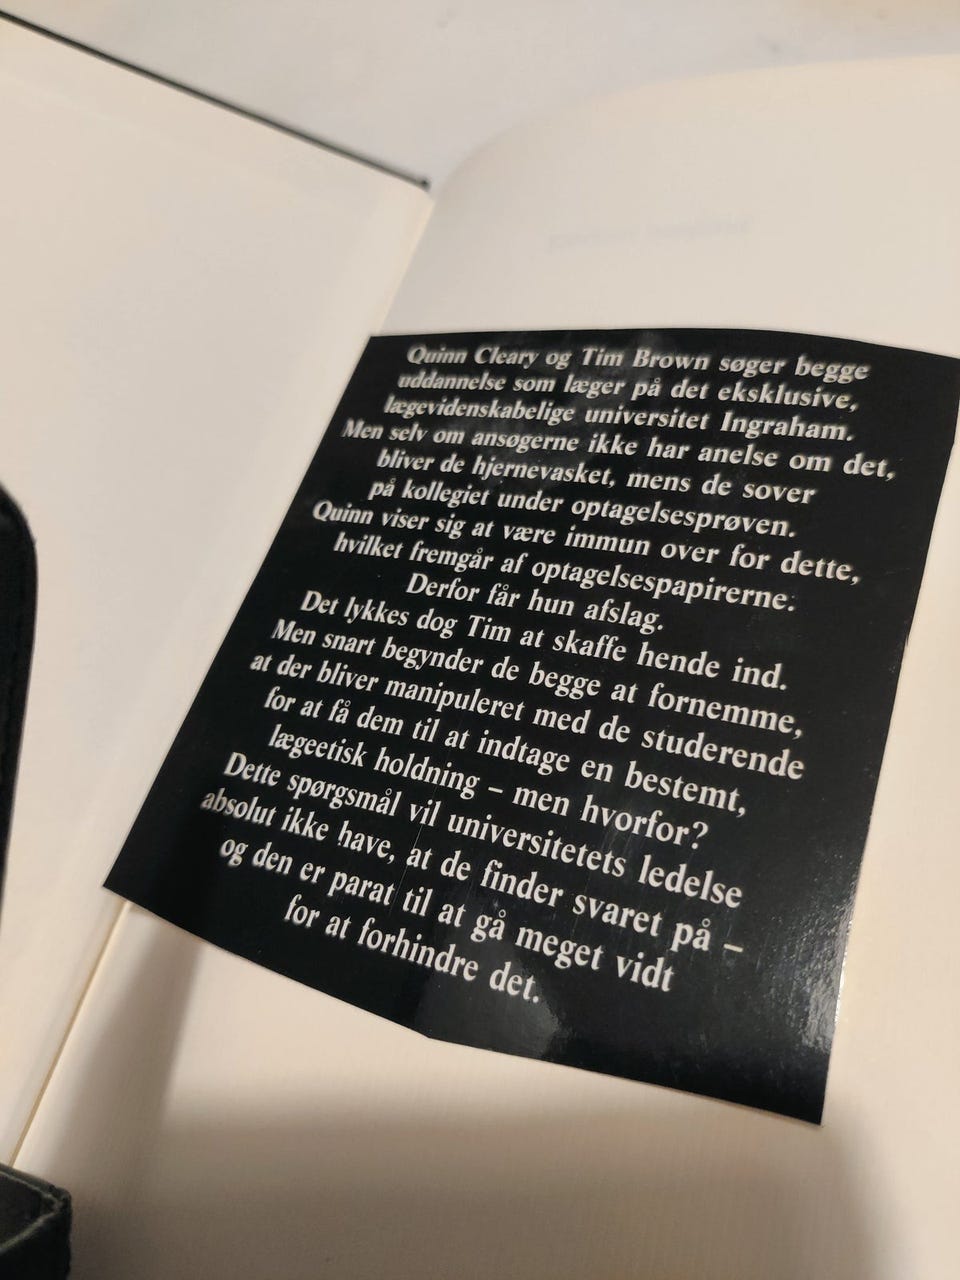 Quinn Cleary og Tim Brown søger begge
uddannelse som læger på det eksklusive,
lægevidenskabelige universitet Ingraham.
Men selv om ansøgerne ikke har anelse om det,
bliver de hjernevasket, mens de sover
på kollegiet under optagelsesprøven.
Quinn viser sig at være immun over for dette,
hvilket fremgår af optagelsespapirerne.
Derfor får hun afslag.
Det lykkes dog Tim at skaffe hende ind.
Men snart begynder de begge at fornemme,
at der bliver manipuleret med de studerende
for at få dem til at indtage en bestemt,
lægeetisk holdning – men hvorfor?
Dette spørgsmål vil universitetets ledelse
absolut ikke have, at de finder svaret på –
og den er parat til at gå meget vidt
for at forhindre det.